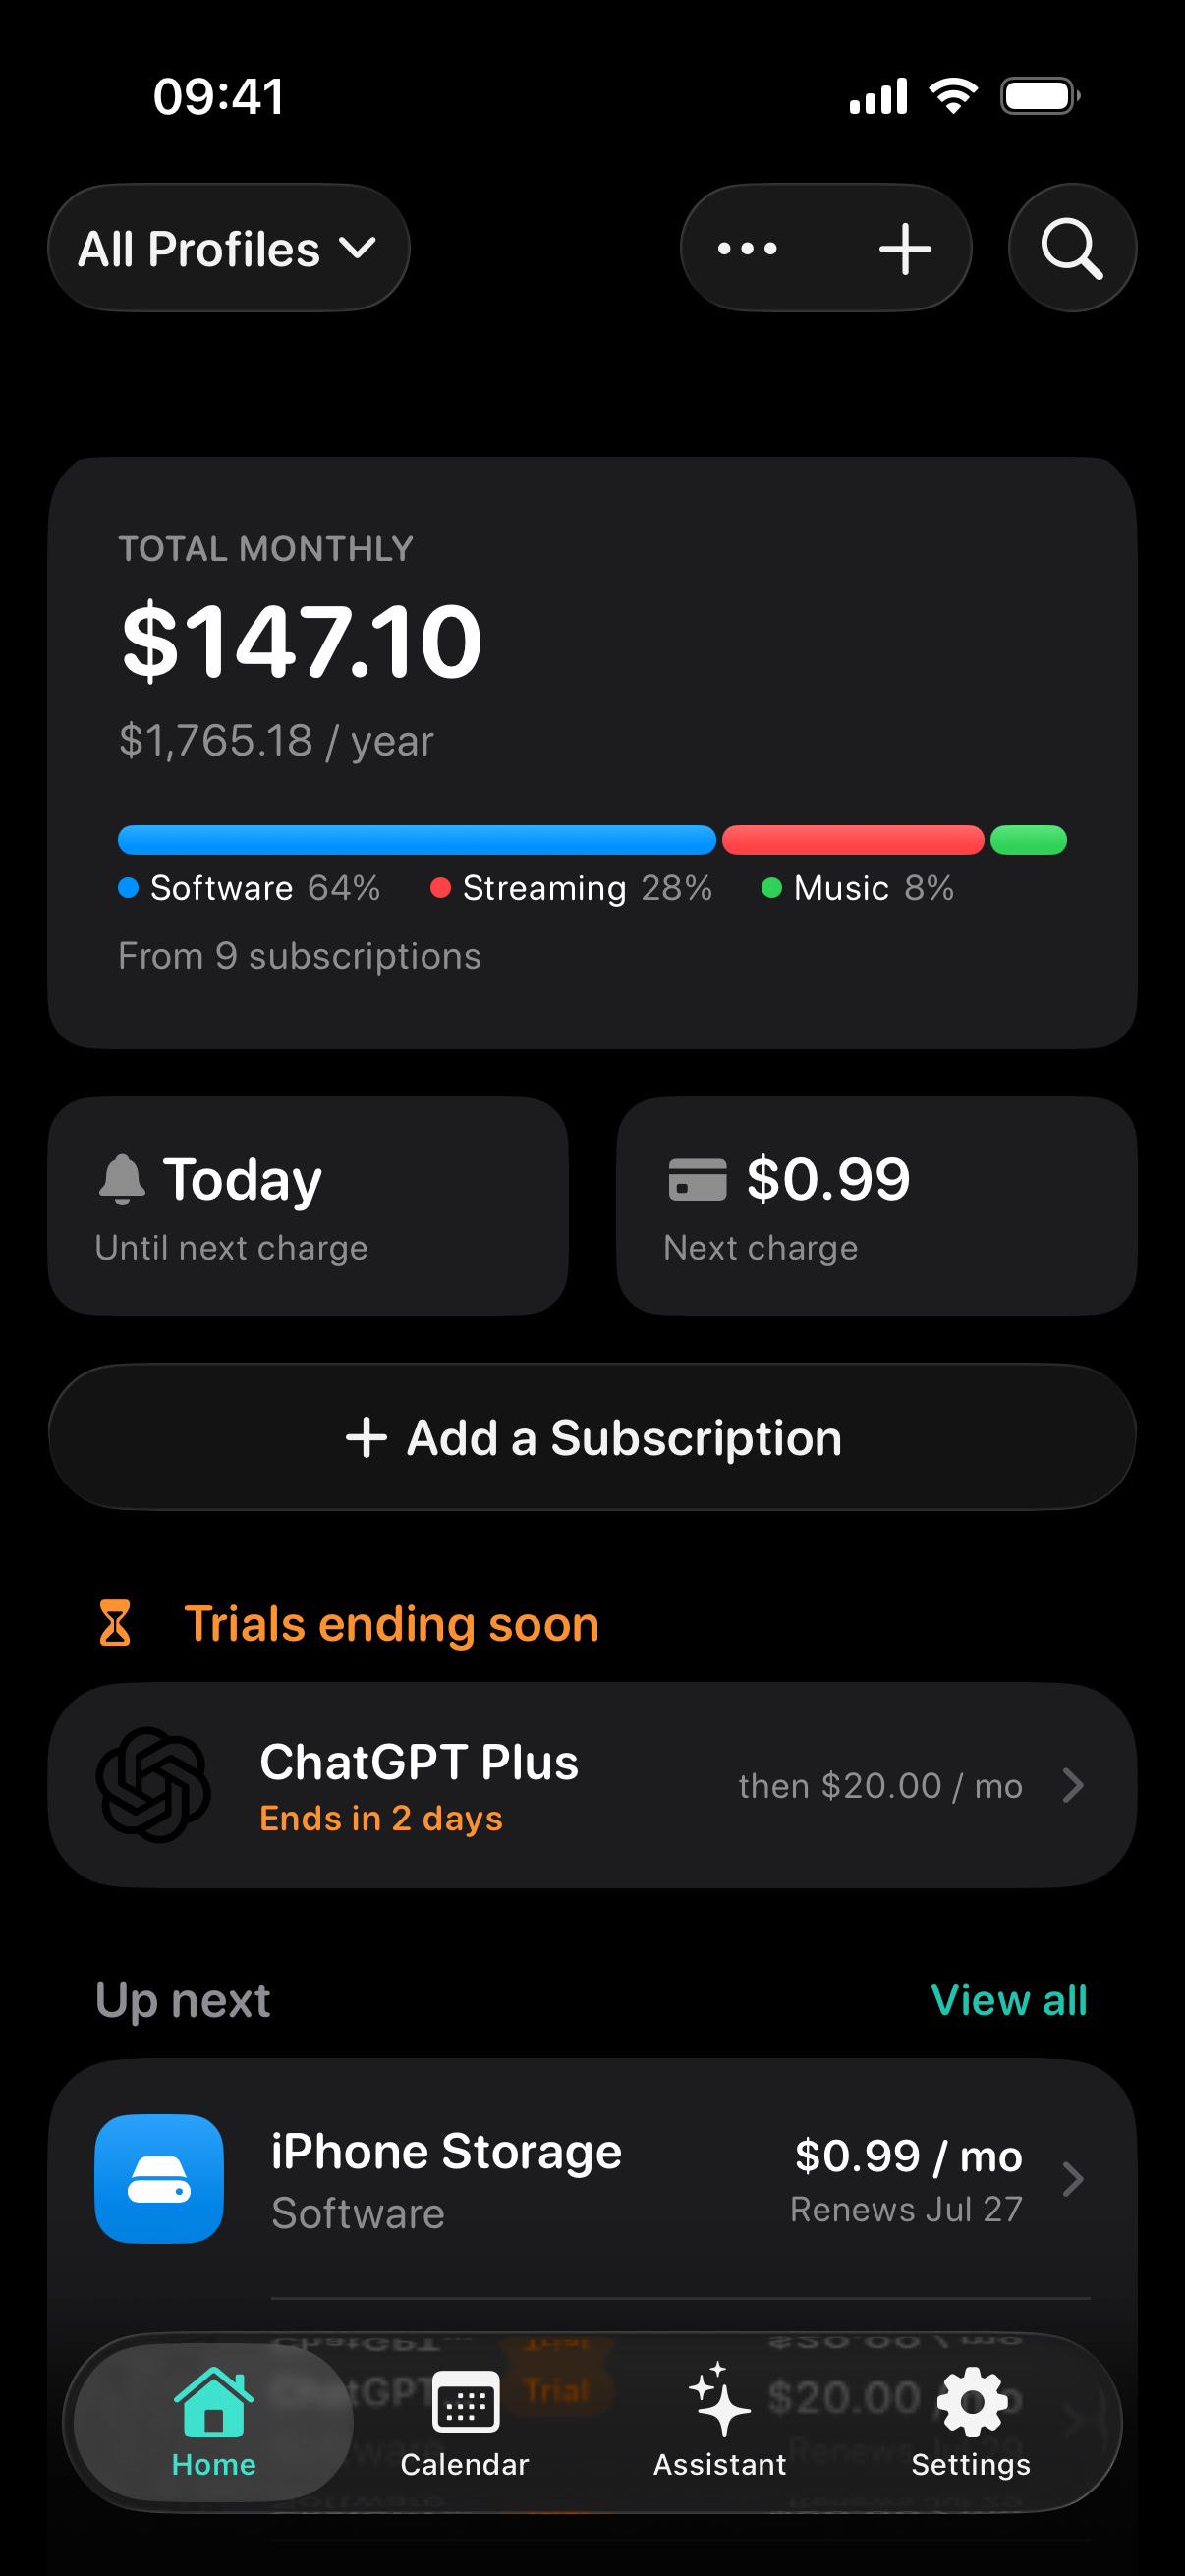 09:41
All Profiles
TOTAL MONTHLY
$147.10
$1,765.18 / year
Software 64% Streaming 28% Music 8%
From 9 subscriptions
Today
Until next charge
$0.99
Next charge
+ Add a Subscription
Trials ending soon
ChatGPT Plus
Ends in 2 days
then $20.00 / mo
Up next
View all
iPhone Storage
Software
$0.99 / mo
Renews Jul 27
Trial
$20.00
Home
Calendar
Assistant
Settings